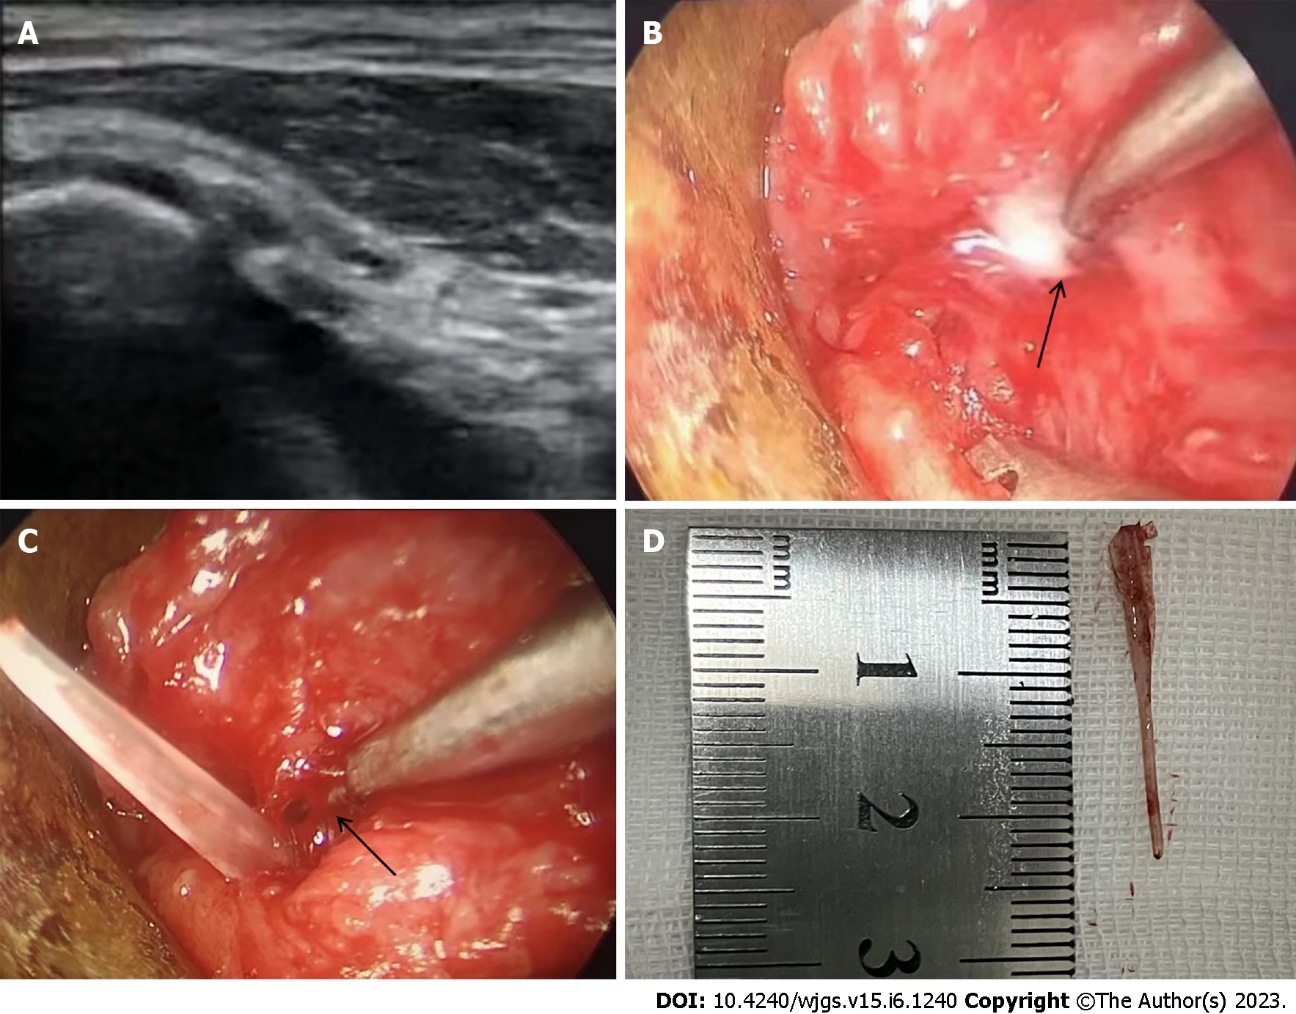 A
B
C
D
mm
mm
1
2
3
DOI: 10.4240/wjgs.v15.i6.1240 Copyright ©The Author(s) 2023.